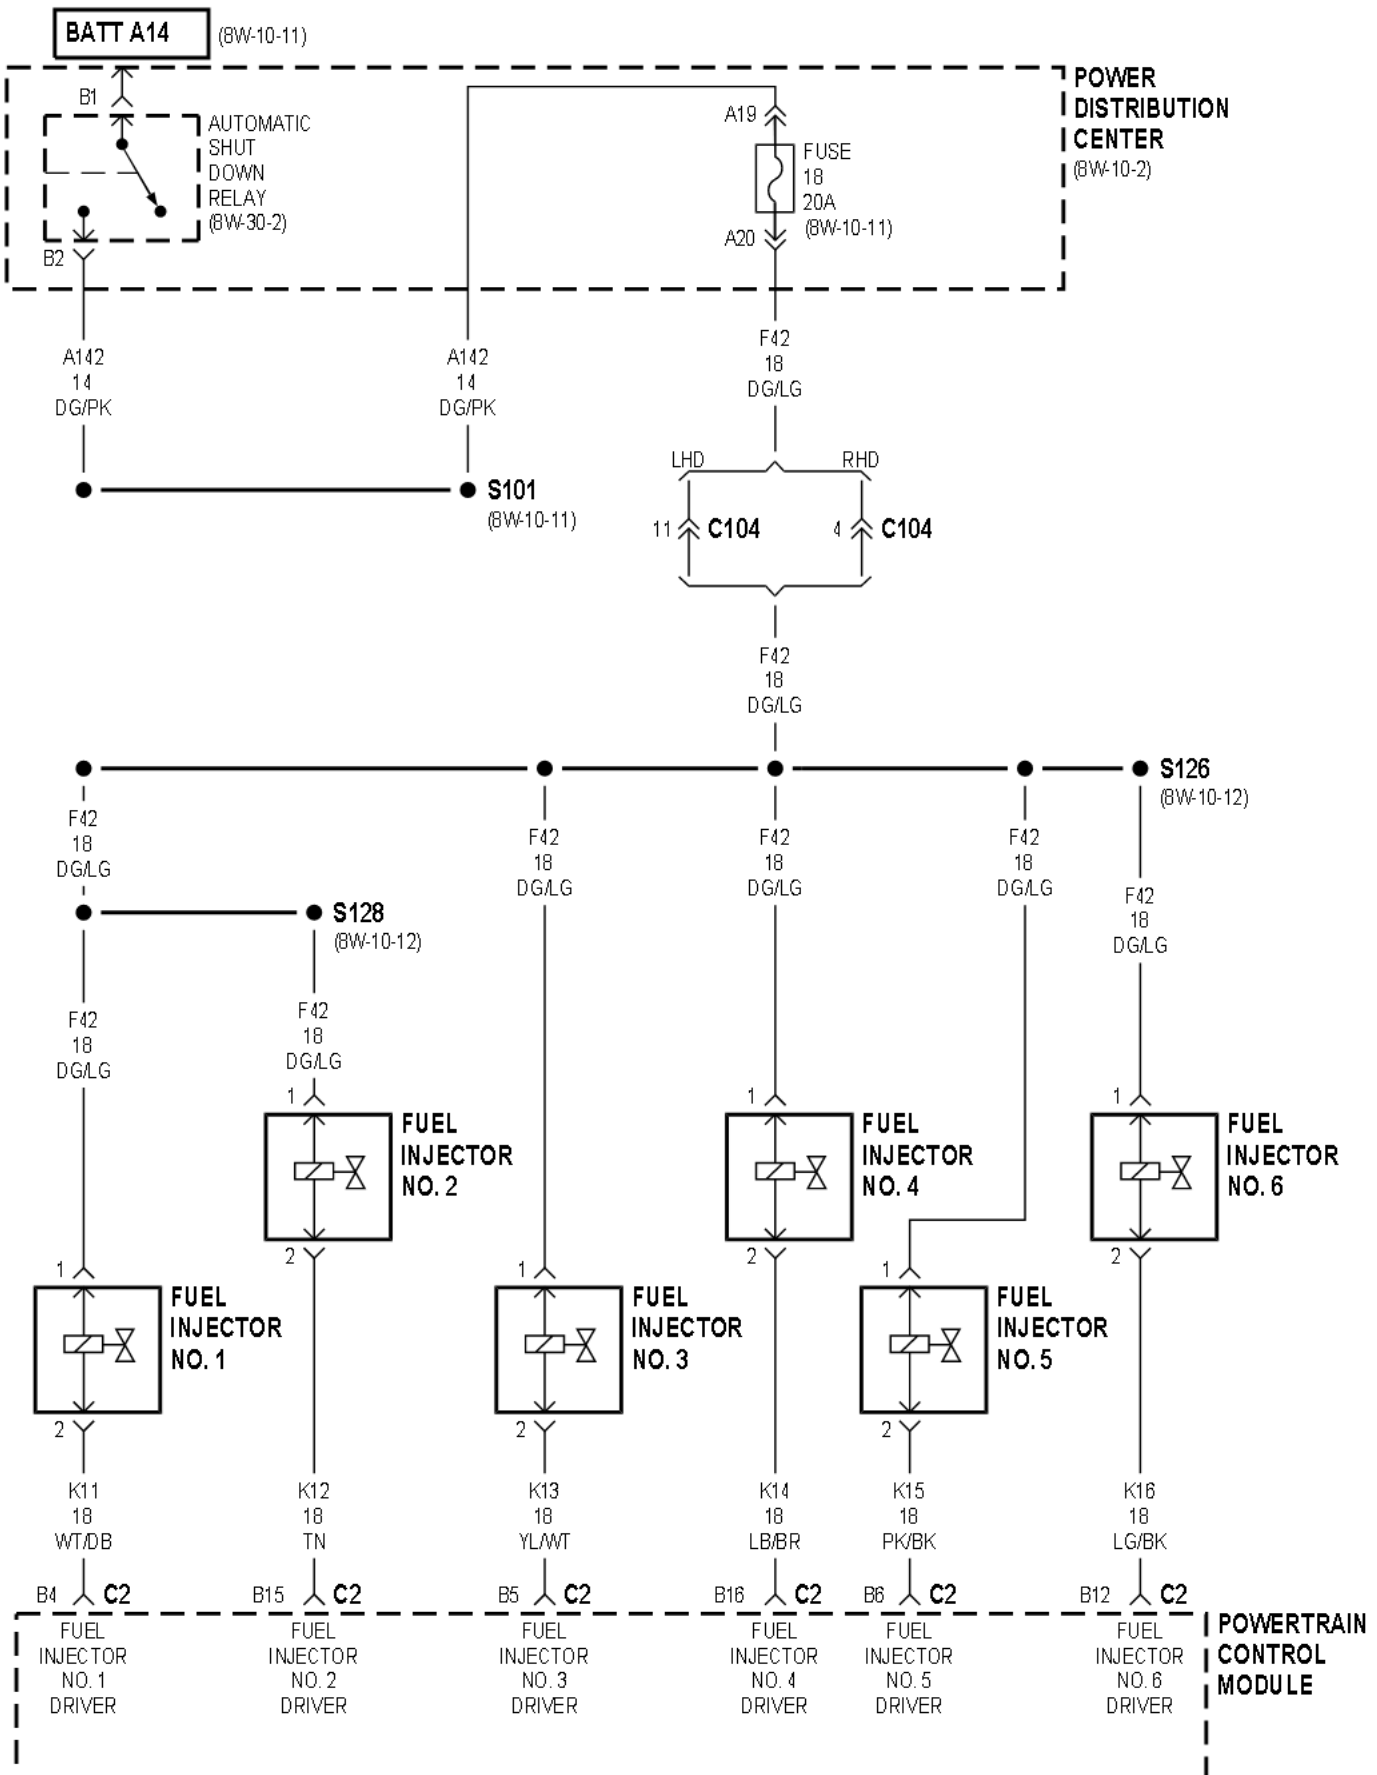 BATT A14
(8W-10-11)
B1
AUTOMATIC
SHUT
DOWN
RELAY
(8W-30-2)
B2
A19
FUSE
18
20A
(8W-10-11)
A20
POWER
DISTRIBUTION
CENTER
(8W-10-2)
A142
14
DG/PK
A142
14
DG/PK
F42
18
DG/LG
S101
(8W-10-11)
LHD
RHD
11
C104
4
C104
F42
18
DG/LG
S126
(8W-10-12)
F42
18
DG/LG
F42
18
DG/LG
F42
18
DG/LG
F42
18
DG/LG
F42
18
DG/LG
S128
(8W-10-12)
F42
18
DG/LG
F42
18
DG/LG
1
FUEL
INJECTOR
NO. 2
2
1
FUEL
INJECTOR
NO. 4
2
1
FUEL
INJECTOR
NO. 6
2
1
FUEL
INJECTOR
NO. 1
2
1
FUEL
INJECTOR
NO. 3
2
1
FUEL
INJECTOR
NO. 5
2
K11
18
WT/DB
K12
18
TN
K13
18
YL/WT
K14
18
LB/BR
K15
18
PK/BK
K16
18
LG/BK
B4
C2
B15
C2
B5
C2
B16
C2
B6
C2
B12
C2
FUEL
INJECTOR
NO. 1
DRIVER
FUEL
INJECTOR
NO. 2
DRIVER
FUEL
INJECTOR
NO. 3
DRIVER
FUEL
INJECTOR
NO. 4
DRIVER
FUEL
INJECTOR
NO. 5
DRIVER
FUEL
INJECTOR
NO. 6
DRIVER
POWERTRAIN
CONTROL
MODULE